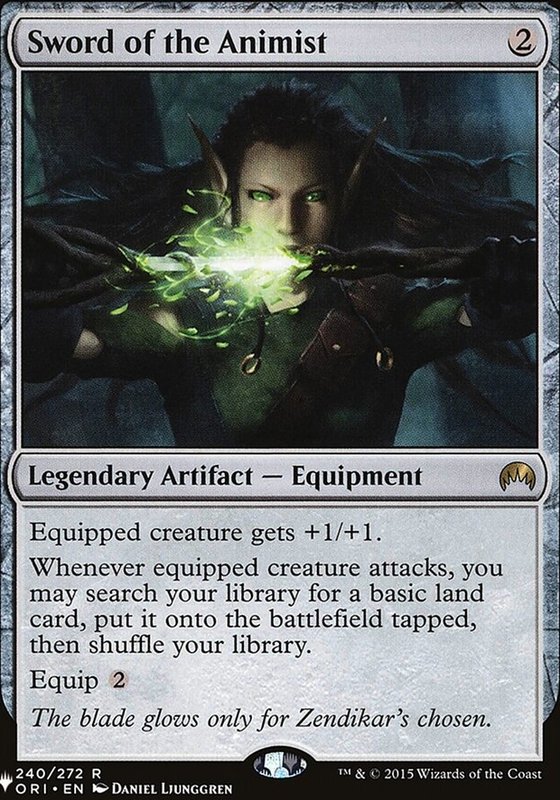 Sword of the Animist 2
Legendary Artifact — Equipment
Equipped creature gets +1/+1.
Whenever equipped creature attacks, you
may search your library for a basic land
card, put it onto the battlefield tapped,
then shuffle your library.
Equip 2
The blade glows only for Zendikar's chosen.
240/272 R
ORI • EN Daniel Ljunggren
™ & © 2015 Wizards of the Coast